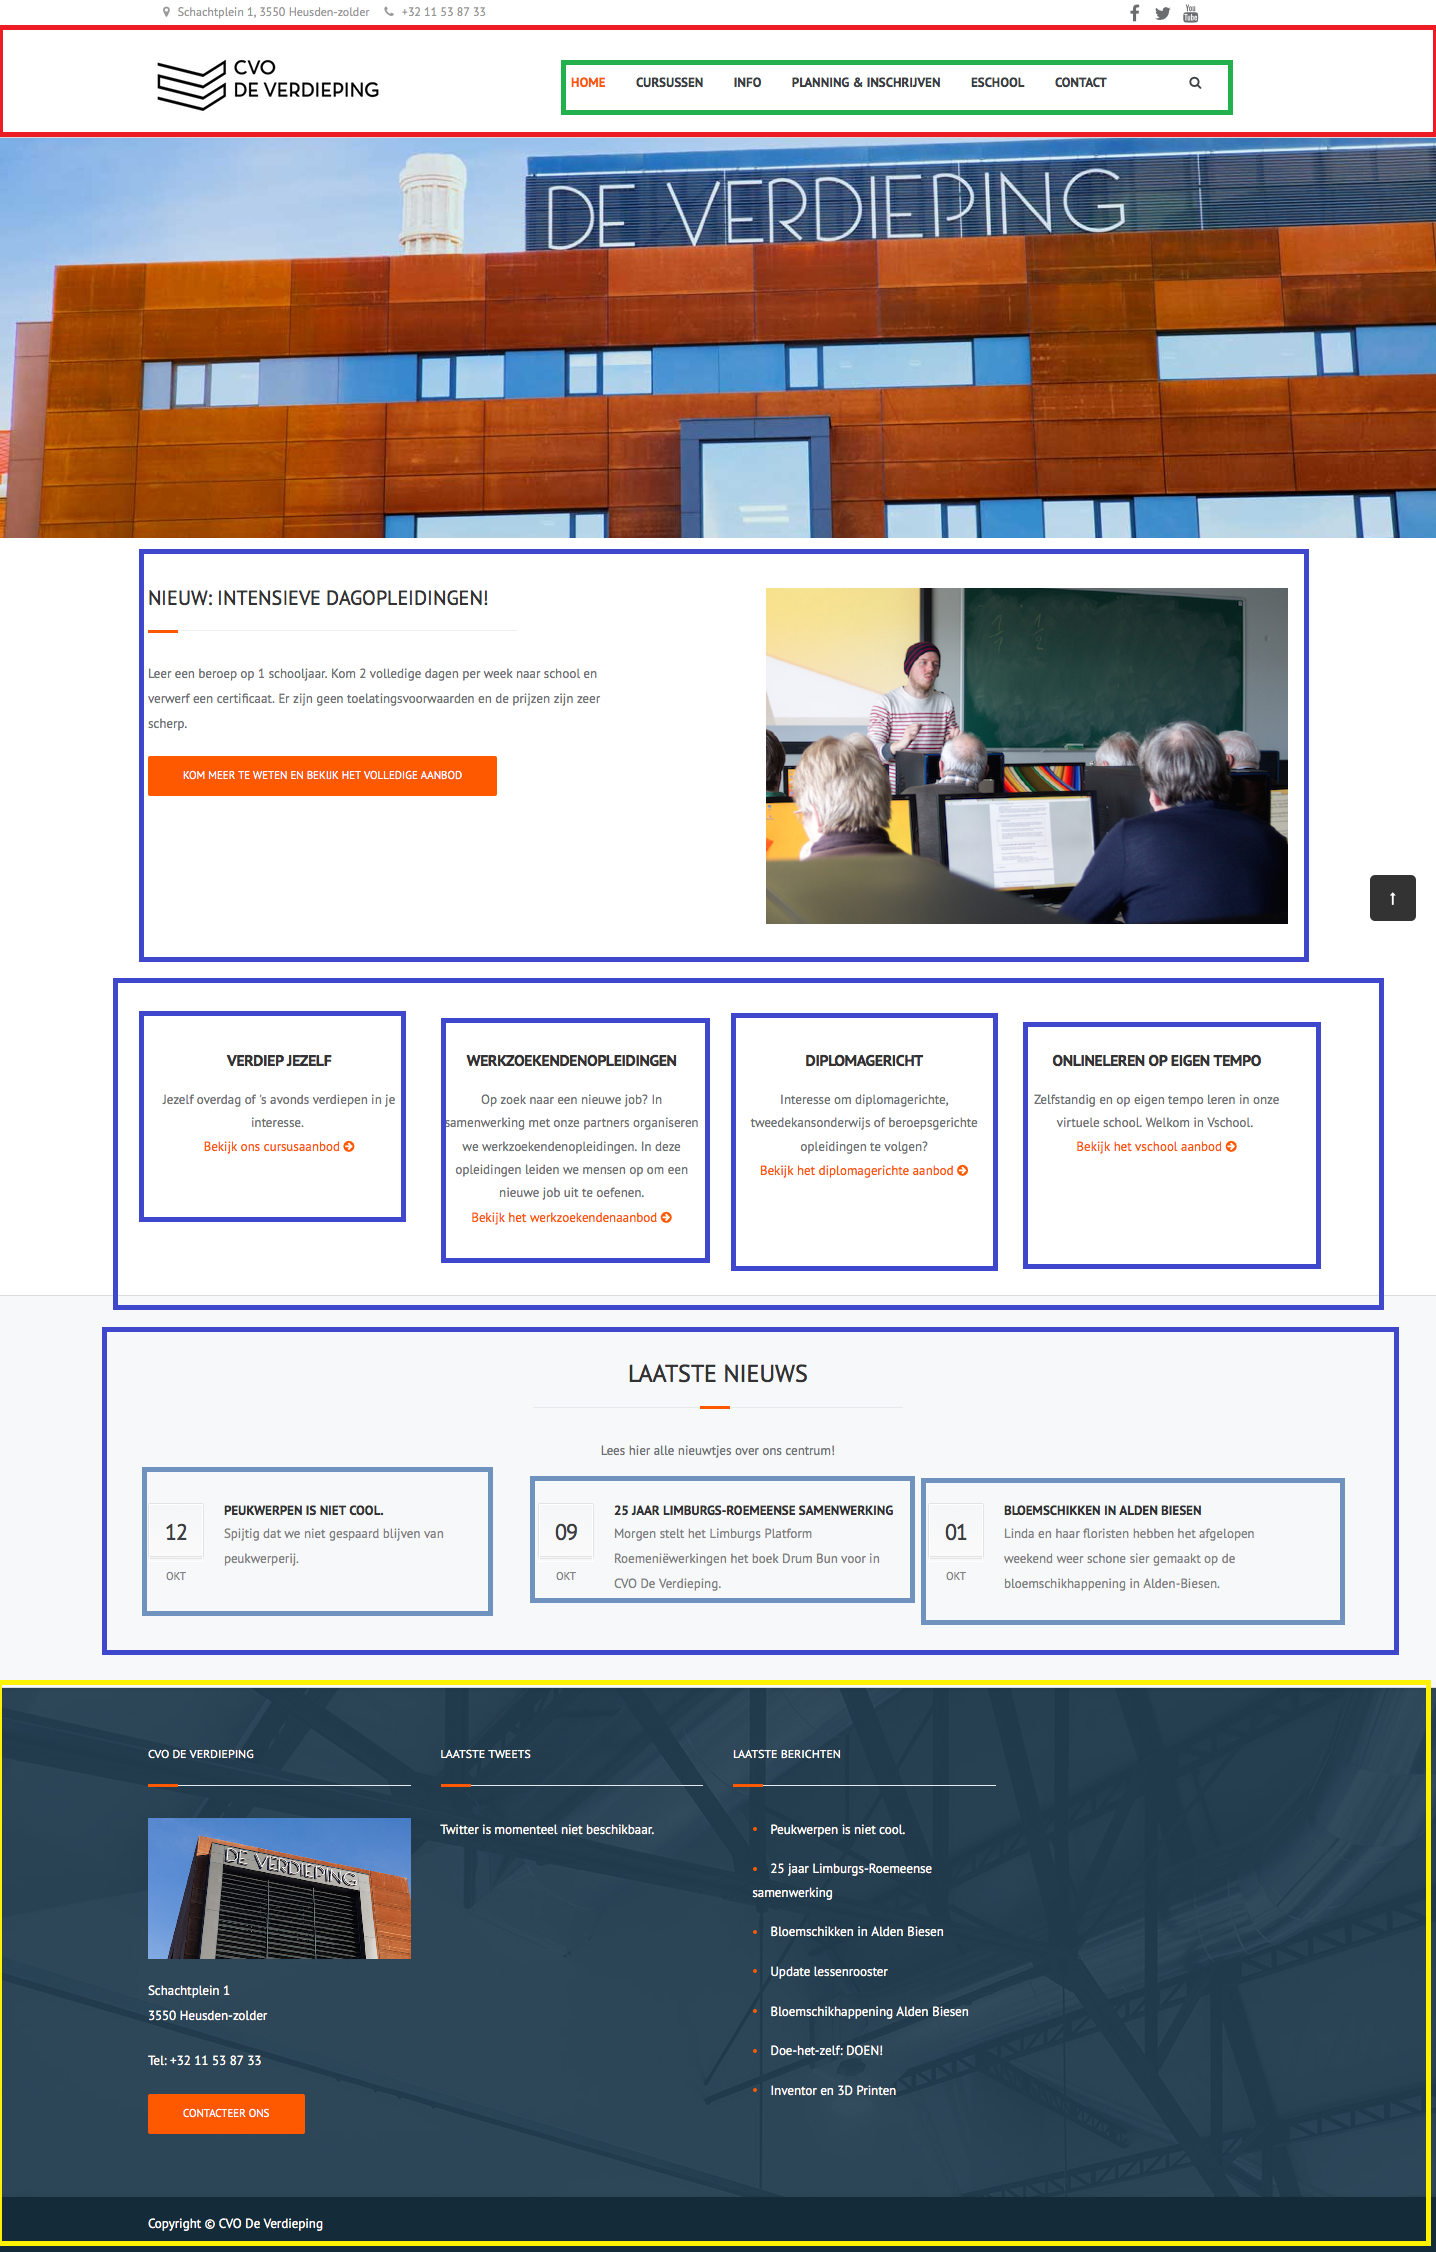 Schachtplein 1, 3550 Heusden-zolder +32 11 53 87 33
You
Tube
CVO
DE VERDIEPING
HOME CURSUSSEN INFO PLANNING & INSCHRIJVEN ESCHOOL CONTACT
DE VERDIEPING
NIEUW: INTENSIEVE DAGOPLEIDINGEN!
Leer een beroep op 1 schooljaar. Kom 2 volledige dagen per week naar school en
verwerf een certificaat. Er zijn geen toelatingsvoorwaarden en de prijzen zijn zeer
scherp.
KOM MEER TE WETEN EN BEKIJK HET VOLLEDIGE AANBOD
VERDIEP JEZELF
Jezelf overdag of 's avonds verdiepen in je
interesse.
Bekijk ons cursusaanbod
WERKZOEKENDENOPLEIDINGEN
Op zoek naar een nieuwe job? In
samenwerking met onze partners organiseren
we werkzoekendenopleidingen. In deze
opleidingen leiden we mensen op om een
nieuwe job uit te oefenen.
Bekijk het werkzoekendenaanbod
DIPLOMAGERICHT
Interesse om diplomagerichte,
tweedekansonderwijs of beroepsgerichte
opleidingen te volgen?
Bekijk het diplomagerichte aanbod
ONLINELEREN OP EIGEN TEMPO
Zelfstandig en op eigen tempo leren in onze
virtuele school. Welkom in Vschool.
Bekijk het vschool aanbod
LAATSTE NIEUWS
Lees hier alle nieuwtjes over ons centrum!
12
OKT
PEUKWERPEN IS NIET COOL.
Spijtig dat we niet gespaard blijven van
peukwerperij.
09
OKT
25 JAAR LIMBURGS-ROEMEENSE SAMENWERKING
Morgen stelt het Limburgs Platform
Roemeniëwerkingen het boek Drum Bun voor in
CVO De Verdieping.
01
OKT
BLOEMSCHIKKEN IN ALDEN BIESEN
Linda en haar floristen hebben het afgelopen
weekend weer schone sier gemaakt op de
bloemschikhappening in Alden-Biesen.
CVO DE VERDIEPING
DE VERDIEPING
Schachtplein 1
3550 Heusden-zolder
Tel: +32 11 53 87 33
CONTACTEER ONS
LAATSTE TWEETS
Twitter is momenteel niet beschikbaar.
LAATSTE BERICHTEN
Peukwerpen is niet cool.
25 jaar Limburgs-Roemeense
samenwerking
Bloemschikken in Alden Biesen
Update lessenrooster
Bloemschikhappening Alden Biesen
Doe-het-zelf: DOEN!
Inventor en 3D Printen
Copyright © CVO De Verdieping